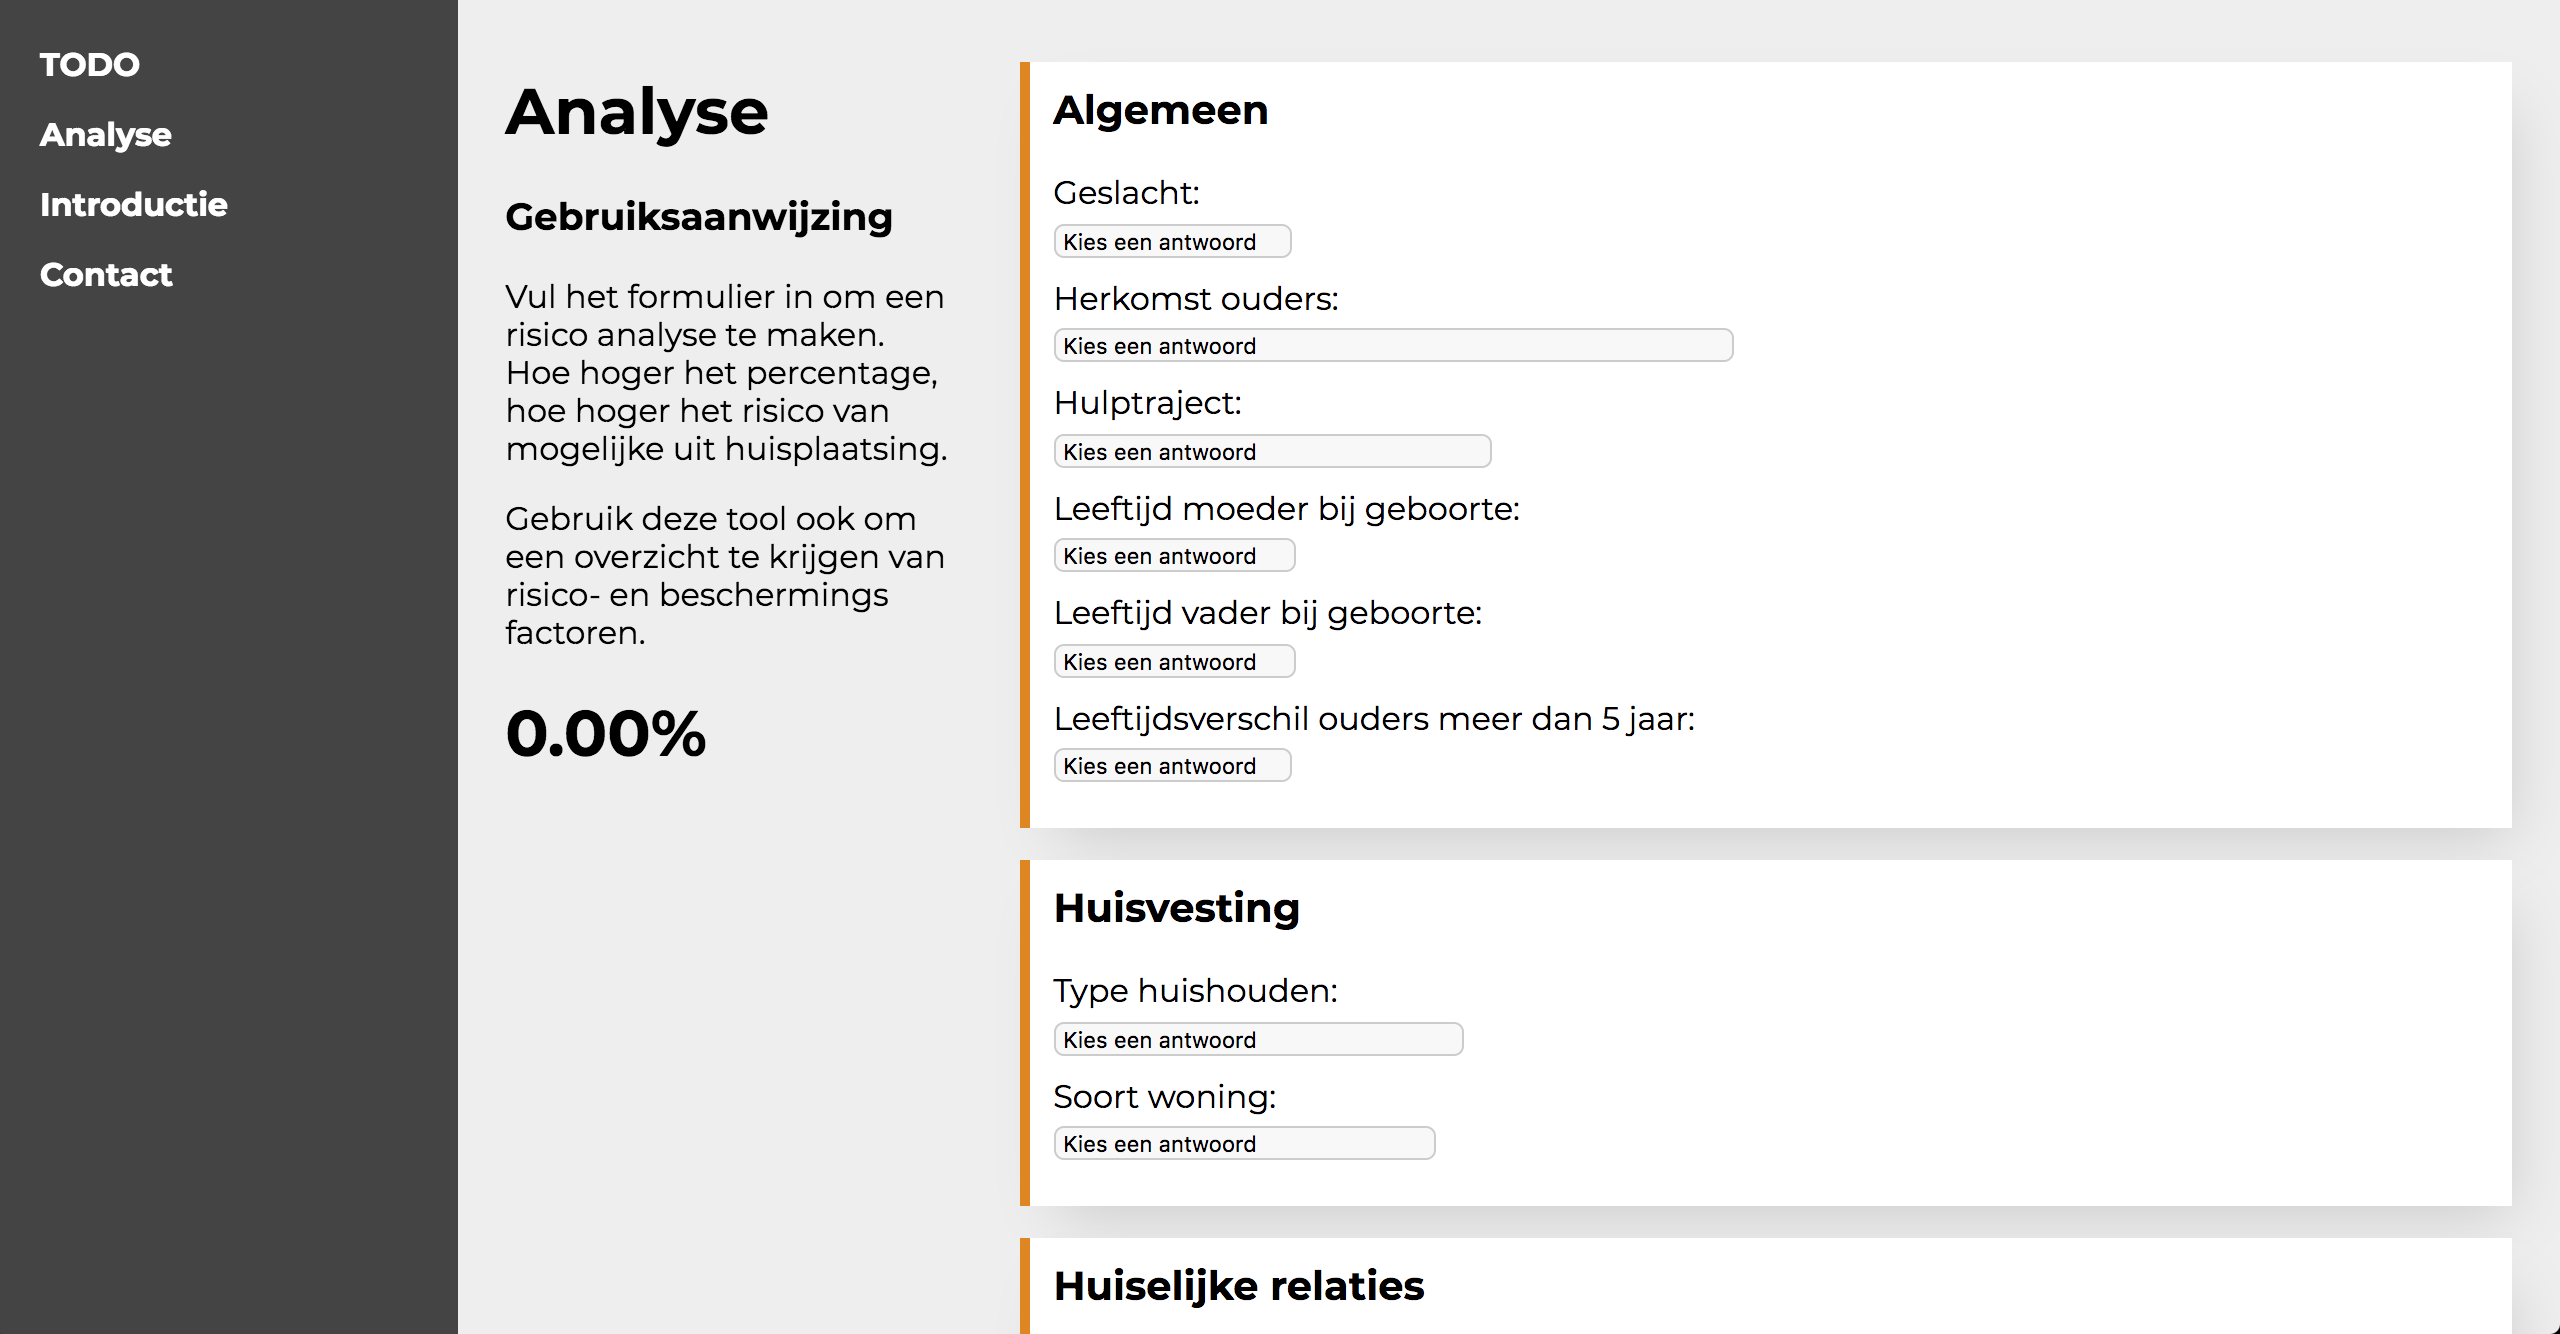 TODO
Analyse
Introductie
Contact
Analyse
Gebruiksaanwijzing
Vul het formulier in om een
risico analyse te maken.
Hoe hoger het percentage,
hoe hoger het risico van
mogelijke uit huisplaatsing.
Gebruik deze tool ook om
een overzicht te krijgen van
risico- en beschermings
factoren.
0.00%
Algemeen
Geslacht:
Kies een antwoord
Herkomst ouders:
Kies een antwoord
Hulptraject:
Kies een antwoord
Leeftijd moeder bij geboorte:
Kies een antwoord
Leeftijd vader bij geboorte:
Kies een antwoord
Leeftijdsverschil ouders meer dan 5 jaar:
Kies een antwoord
Huisvesting
Type huishouden:
Kies een antwoord
Soort woning:
Kies een antwoord
Huiselijke relaties